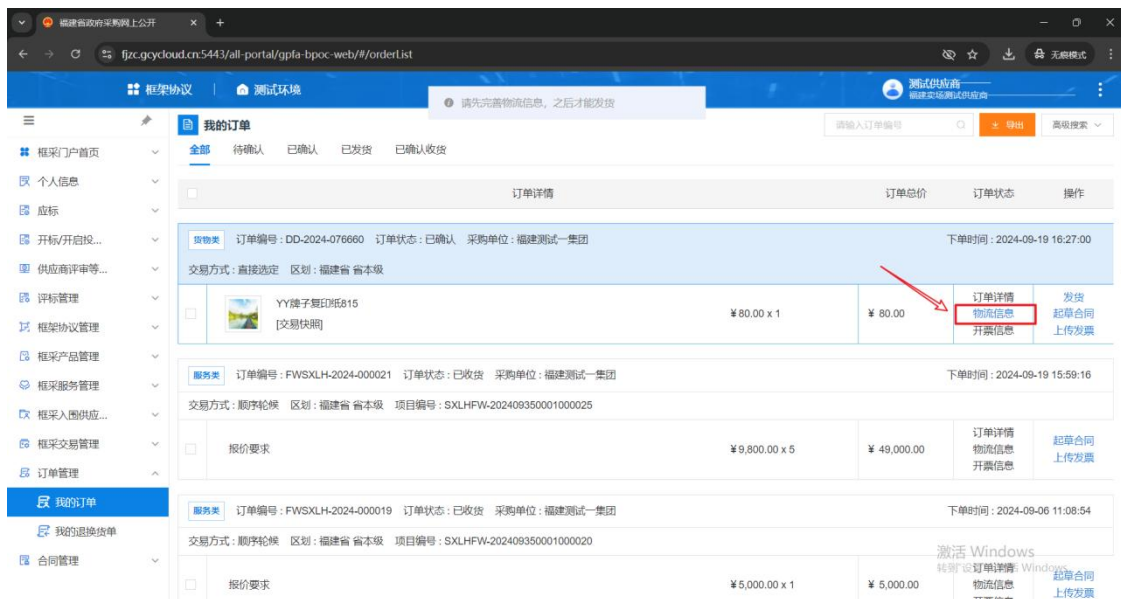 福建省政府采购网上公开
fjzc.gcycloud.cn:5443/all-portal/gpfa-bpoc-web/#/orderList
无痕模式
框架协议
测试环境
请先完善物流信息，之后才能发货
测试供应商
福建卖场测试供应商
我的订单
请输入订单编号
导出
高级搜索
全部 待确认 已确认 已发货 已确认收货
框采门户首页
个人信息
应标
开标/开启投...
供应商评审等...
评标管理
框架协议管理
框采产品管理
框采服务管理
框采入围供应...
框采交易管理
订单管理
我的订单
我的退换货单
合同管理
订单详情 订单总价 订单状态 操作
货物类 订单编号 : DD-2024-076660 订单状态 : 已确认 采购单位 : 福建测试一集团 下单时间 : 2024-09-19 16:27:00
交易方式 : 直接选定 区划 : 福建省 省本级
YY牌子复印纸815
[交易快照]
¥80.00 x 1
¥ 80.00
订单详情
物流信息
开票信息
发货
起草合同
上传发票
服务类 订单编号 : FWSXLH-2024-000021 订单状态 : 已收货 采购单位 : 福建测试一集团 下单时间 : 2024-09-19 15:59:16
交易方式 : 顺序轮候 区划 : 福建省 省本级 项目编号 : SXLHFW-202409350001000025
报价要求
¥9,800.00 x 5
¥ 49,000.00
订单详情
物流信息
开票信息
起草合同
上传发票
服务类 订单编号 : FWSXLH-2024-000019 订单状态 : 已收货 采购单位 : 福建测试一集团 下单时间 : 2024-09-06 11:08:54
交易方式 : 顺序轮候 区划 : 福建省 省本级 项目编号 : SXLHFW-202409350001000020
报价要求
¥5,000.00 x 1
¥ 5,000.00
订单详情
物流信息
起草合同
上传发票
激活 Windows